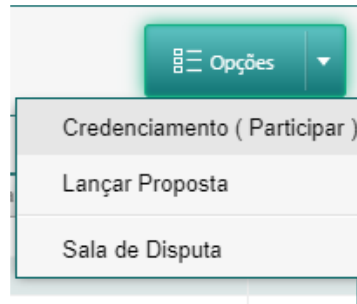 Opções
Credenciamento ( Participar )
Lançar Proposta
Sala de Disputa